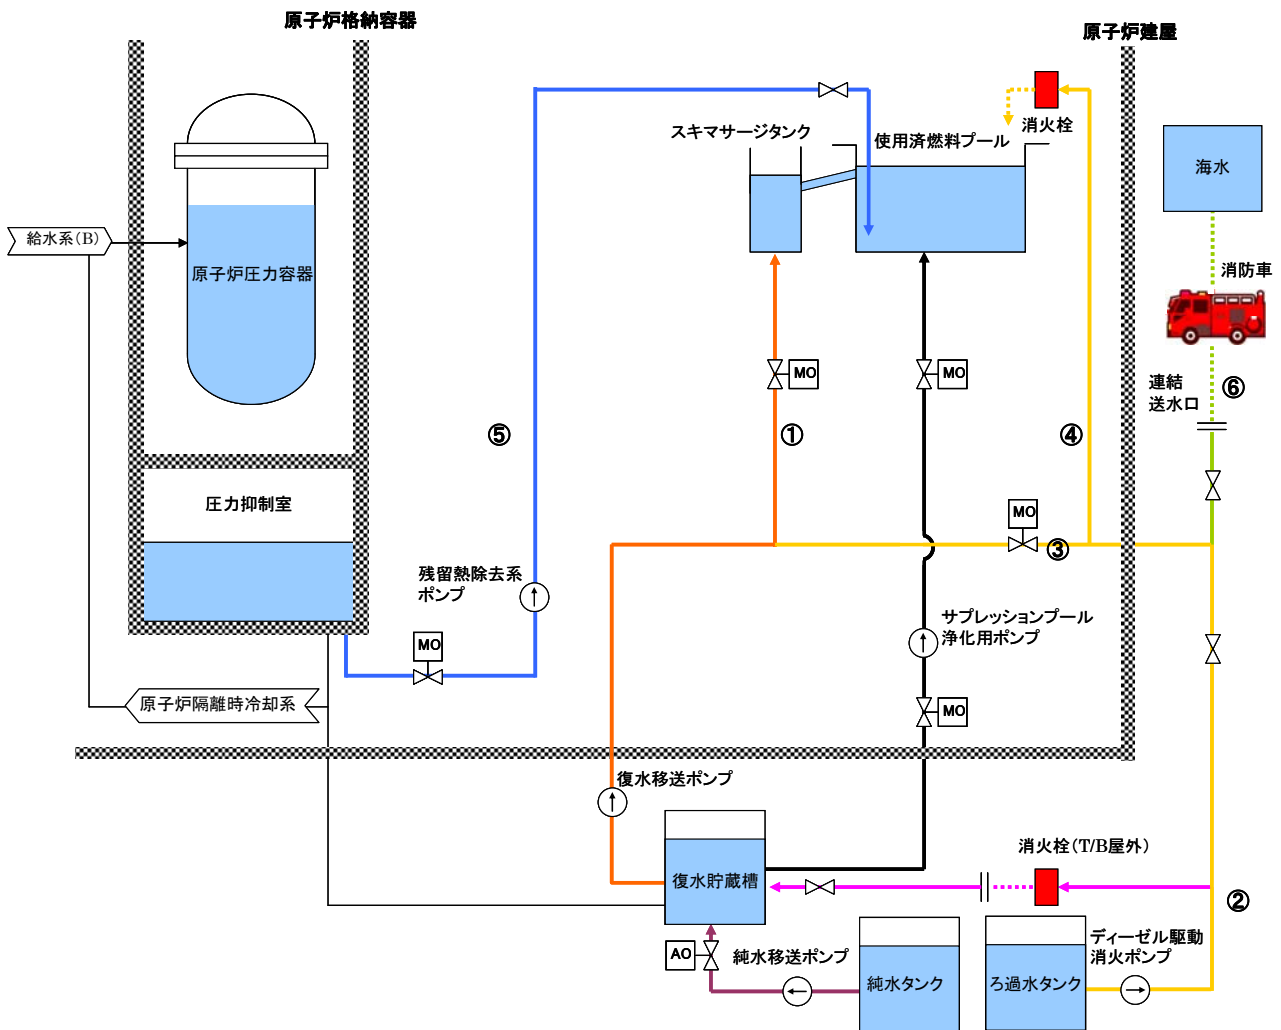 原子炉格納容器
原子炉建屋
スキマサージタンク
使用済燃料プール
消火栓
海水
給水系(B)
原子炉圧力容器
消防車
MO
MO
連結
送水口
⑥
⑤
①
④
圧力抑制室
MO
③
残留熱除去系
ポンプ
サプレッションプール
浄化用ポンプ
MO
原子炉隔離時冷却系
MO
復水移送ポンプ
消火栓(T/B屋外)
復水貯蔵槽
②
AO
純水移送ポンプ
純水タンク
ろ過水タンク
ディーゼル駆動
消火ポンプ